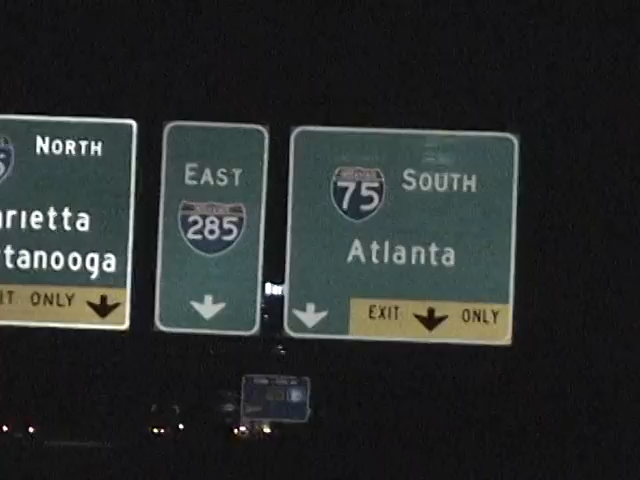 NORTH
rietta
tanooga
IT ONLY
EAST
285
75 SOUTH
Atlanta
EXIT ONLY